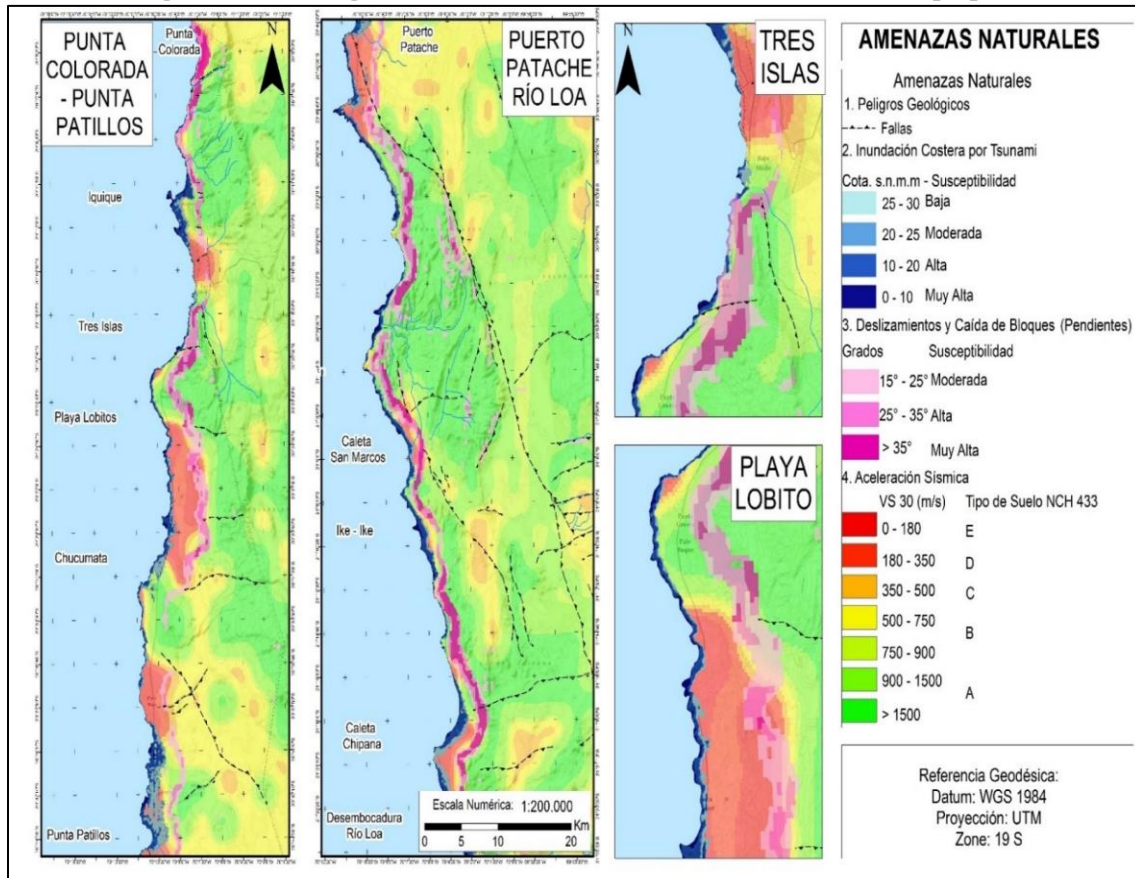 PUNTA
COLORADA
- PUNTA
PATILLOS
Punta
Colorada
N
Iquique
Tres Islas
Playa Lobitos
Chucumata
Punta Patillos
Puerto
Patache
PUERTO
PATACHE
RÍO LOA
Caleta
San Marcos
Ike - Ike
Caleta
Chipana
Desembocadura
Río Loa
Escala Numérica: 1:200.000
0 5 10 20
Km
TRES
ISLAS
PLAYA
LOBITO
AMENAZAS NATURALES
Amenazas Naturales
1. Peligros Geológicos
Fallas
2. Inundación Costera por Tsunami
Cota. s.n.m.m - Susceptibilidad
25 - 30 Baja
20 - 25 Moderada
10 - 20 Alta
0 - 10 Muy Alta
3. Deslizamientos y Caída de Bloques (Pendientes)
Grados Susceptibilidad
15° - 25° Moderada
25° - 35° Alta
> 35° Muy Alta
4. Aceleración Sísmica
VS 30 (m/s) Tipo de Suelo NCH 433
0 - 180 E
180 - 350 D
350 - 500 C
500 - 750
B
750 - 900
900 - 1500
A
> 1500
Referencia Geodésica:
Datum: WGS 1984
Proyección: UTM
Zone: 19 S